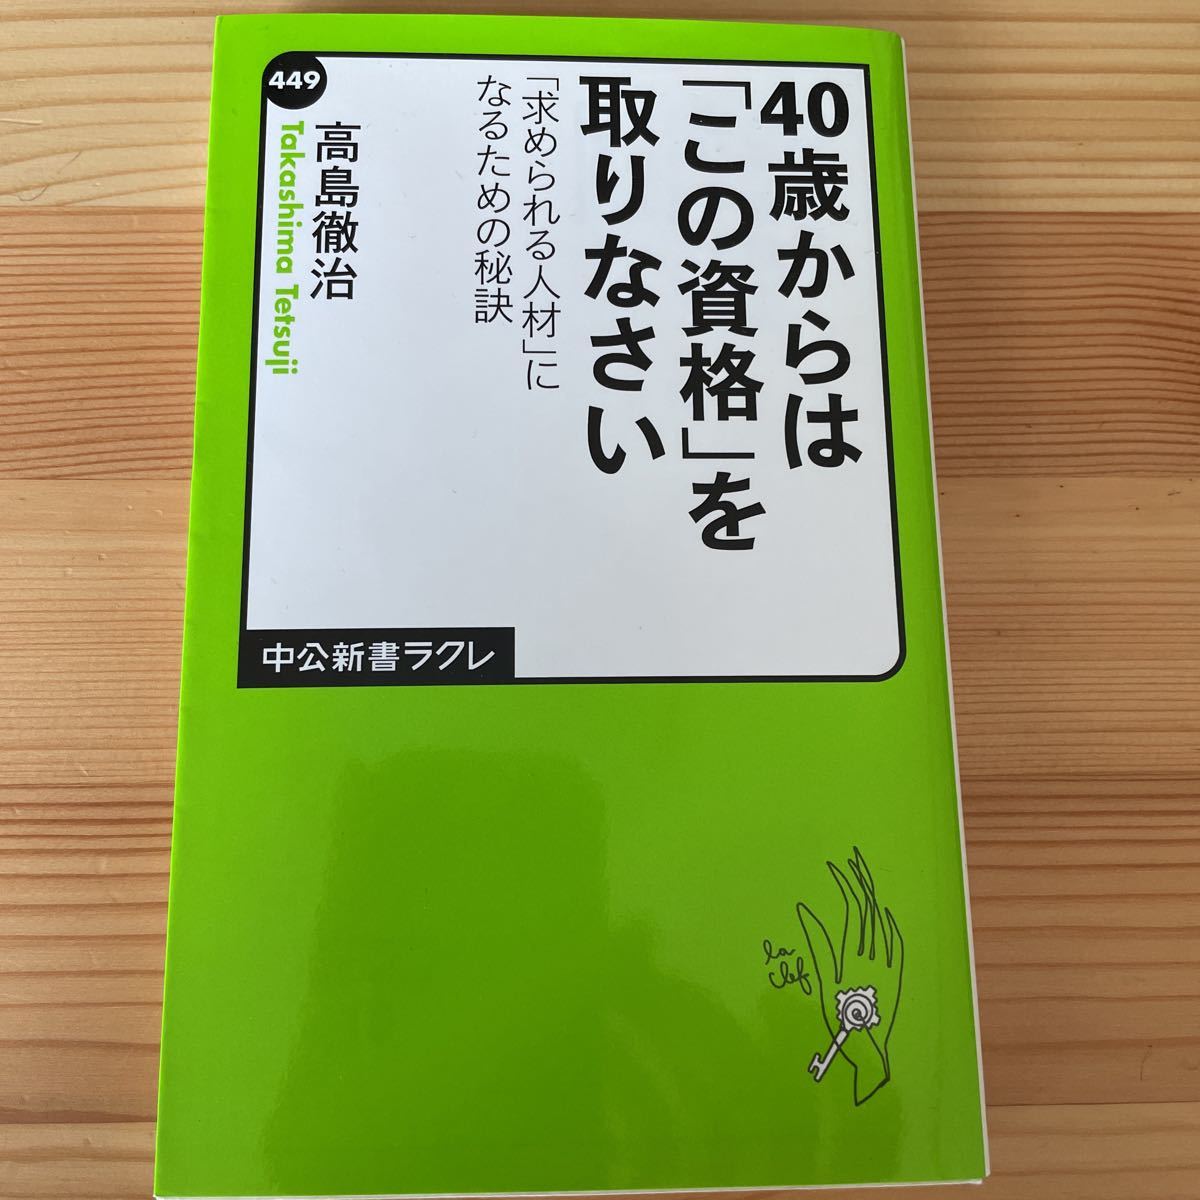 40歳からは
「この資格」を
取りなさい
「求められる人材」に
なるための秘訣
449
高島徹治
Takashima Tetsuji
中公新書ラクレ
la
clef